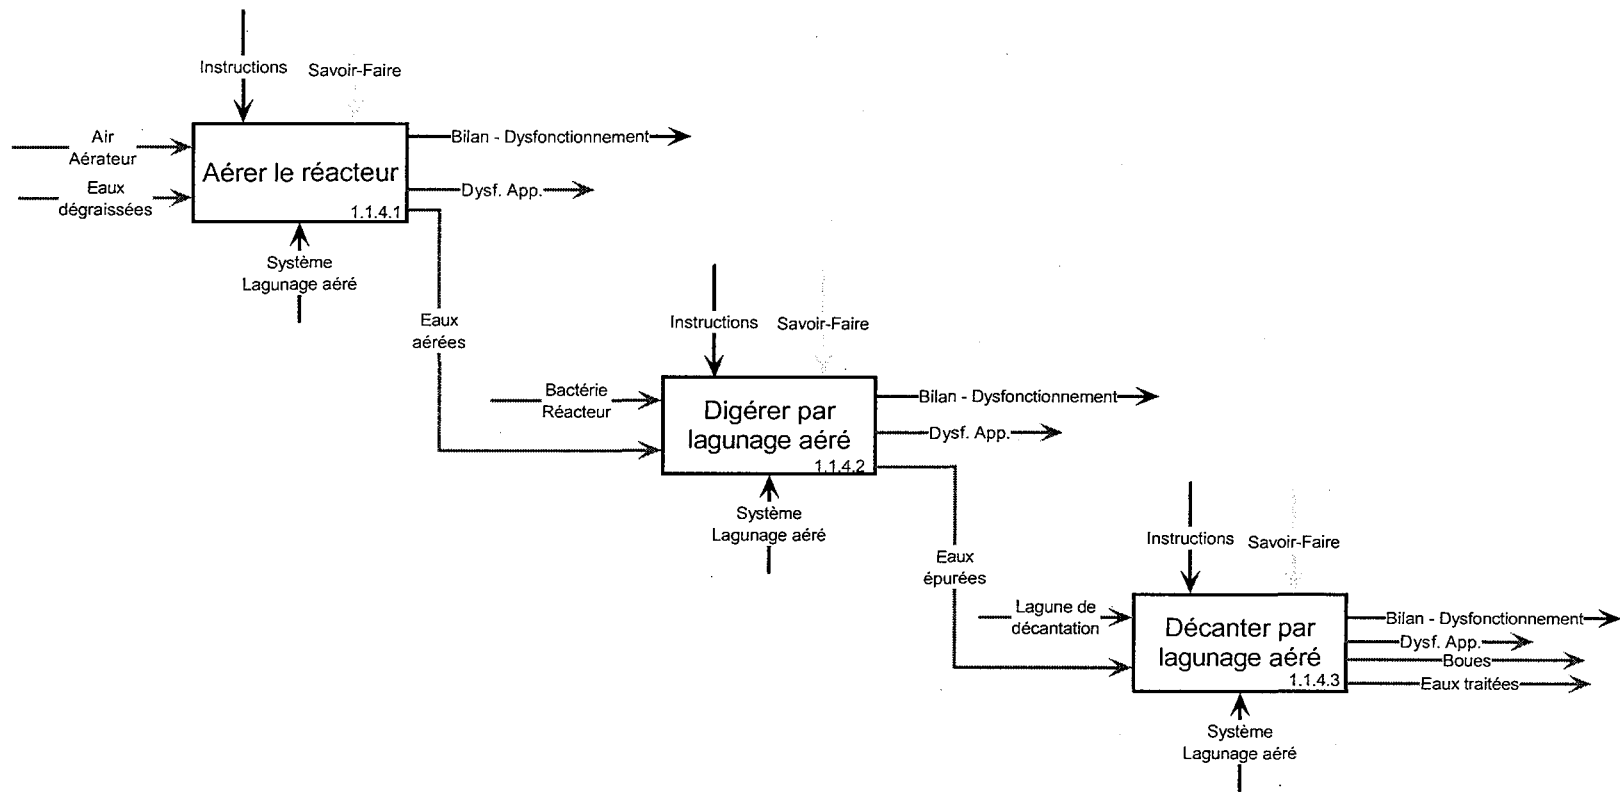 Instructions
Savoir-Faire
Air
Aérateur
Eaux
dégraissées
Aérer le réacteur
1.1.4.1
Bilan - Dysfonctionnement
Dysf. App.
Système
Lagunage aéré
Eaux
aérées
Instructions
Savoir-Faire
Bactérie
Réacteur
Digérer par
lagunage aéré
1.1.4.2
Bilan - Dysfonctionnement
Dysf. App.
Système
Lagunage aéré
Eaux
épurées
Instructions
Savoir-Faire
Lagune de
décantation
Décanter par
lagunage aéré
1.1.4.3
Bilan - Dysfonctionnement
Dysf. App.
Boues
Eaux traitées
Système
Lagunage aéré